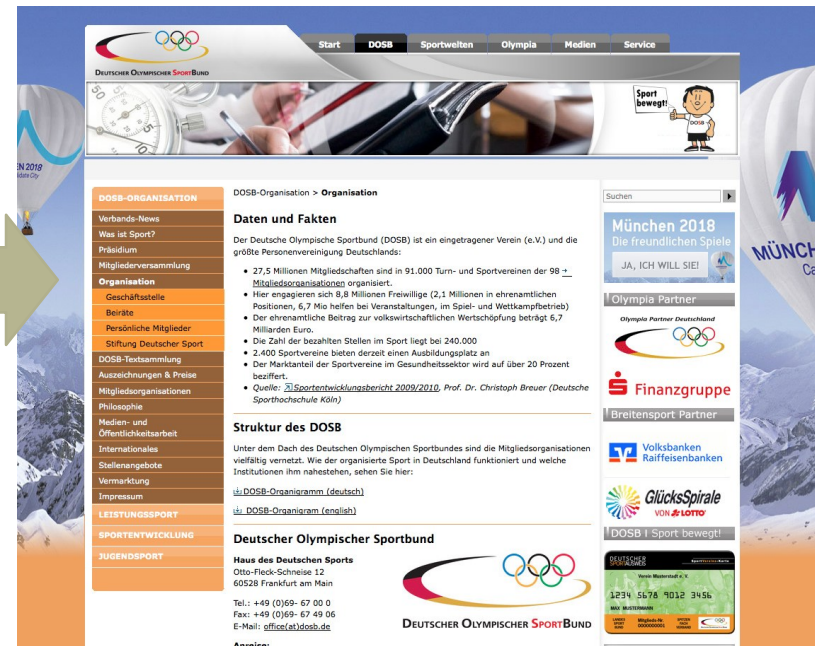 Start DOSB Sportwelten Olympia Medien Service
DEUTSCHER OLYMPISCHER SPORTBUND
Sport
bewegt!
DOSB
EN 2018
MÜNCH
DOSB-ORGANISATION
Verbands-News
Was ist Sport?
Präsidium
Mitgliederversammlung
Organisation
Geschäftsstelle
Beiräte
Persönliche Mitglieder
Stiftung Deutscher Sport
DOSB-Textsammlung
Auszeichnungen & Preise
Mitgliedsorganisationen
Philosophie
Medien- und
Öffentlichkeitsarbeit
Internationales
Stellenangebote
Vermarktung
Impressum
LEISTUNGSSPORT
SPORTENTWICKLUNG
JUGENDSPORT
DOSB-Organisation > Organisation
Daten und Fakten
Der Deutsche Olympische Sportbund (DOSB) ist ein eingetragener Verein (e.V.) und die
größte Personenvereinigung Deutschlands:
• 27,5 Millionen Mitgliedschaften sind in 91.000 Turn- und Sportvereinen der 98 →
Mitgliedsorganisationen organisiert.
• Hier engagieren sich 8,8 Millionen Freiwillige (2,1 Millionen in ehrenamtlichen
Positionen, 6,7 Mio helfen bei Veranstaltungen, im Spiel- und Wettkampfbetrieb)
• Der ehrenamtliche Beitrag zur volkswirtschaftlichen Wertschöpfung beträgt 6,7
Milliarden Euro.
• Die Zahl der bezahlten Stellen im Sport liegt bei 240.000
• 2.400 Sportvereine bieten derzeit einen Ausbildungsplatz an
• Der Marktanteil der Sportvereine im Gesundheitssektor wird auf über 20 Prozent
beziffert.
• Quelle: Sportentwicklungsbericht 2009/2010, Prof. Dr. Christoph Breuer (Deutsche
Sporthochschule Köln)
Struktur des DOSB
Unter dem Dach des Deutschen Olympischen Sportbundes sind die Mitgliedsorganisationen
vielfältig vernetzt. Wie der organisierte Sport in Deutschland funktioniert und welche
Institutionen ihm nahestehen, sehen Sie hier:
DOSB-Organigramm (deutsch)
DOSB-Organigram (english)
Deutscher Olympischer Sportbund
Haus des Deutschen Sports
Otto-Fleck-Schneise 12
60528 Frankfurt am Main
Tel.: +49 (0)69- 67 00 0
Fax: +49 (0)69- 67 49 06
E-Mail: office(at)dosb.de
Anreise:
DEUTSCHER OLYMPISCHER SPORTBUND
Suchen
München 2018
Die freundlichen Spiele
JA, ICH WILL SIE!
Olympia Partner
Olympia Partner Deutschland
Finanzgruppe
Breitensport Partner
Volksbanken
Raiffeisenbanken
GlücksSpirale
VON LOTTO
DOSB I Sport bewegt!
DEUTSCHER
SPORTAUSWEIS
Verein Musterstadt e. V.
1234 5678 9012 3456
MAX MUSTERMANN
Mitglieds-Nr.
0000000001